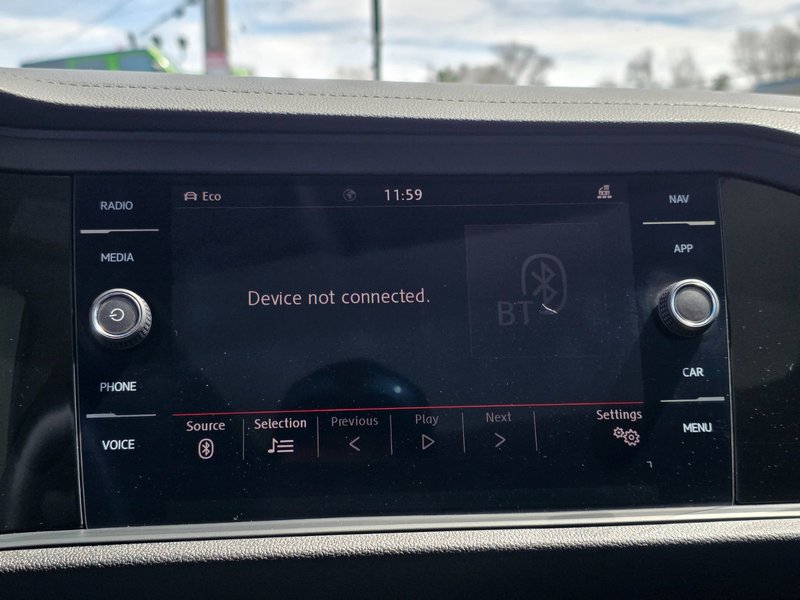 RADIO
MEDIA
PHONE
VOICE
Eco
11:59
Device not connected.
BT
Source
Selection
Previous
Play
Next
Settings
NAV
APP
CAR
MENU